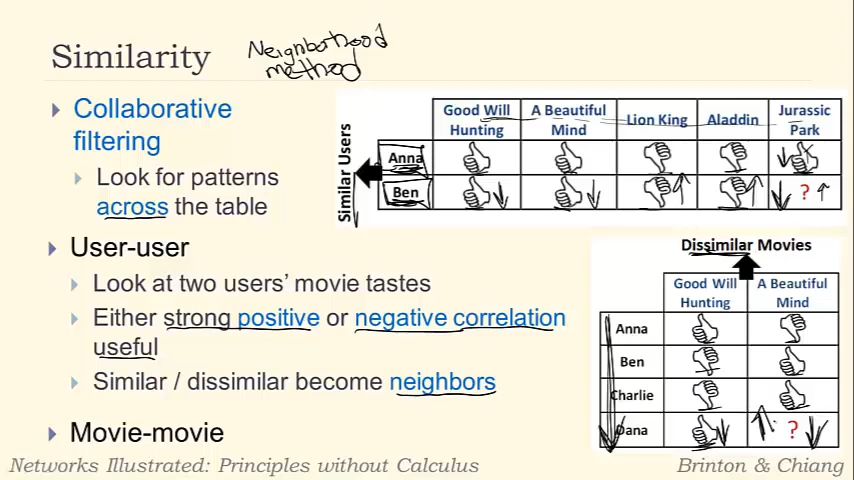 Similarity
Neighborhood
method
Collaborative
filtering
Look for patterns
across the table
User-user
Look at two users' movie tastes
Either strong positive or negative correlation
useful
Similar / dissimilar become neighbors
Movie-movie
Similar Users
Good Will Hunting
A Beautiful Mind
Lion King
Aladdin
Jurassic Park
Anna
Ben
?
Dissimilar Movies
Good Will Hunting
A Beautiful Mind
Anna
Ben
Charlie
Dana
?
Networks Illustrated: Principles without Calculus
Brinton & Chiang